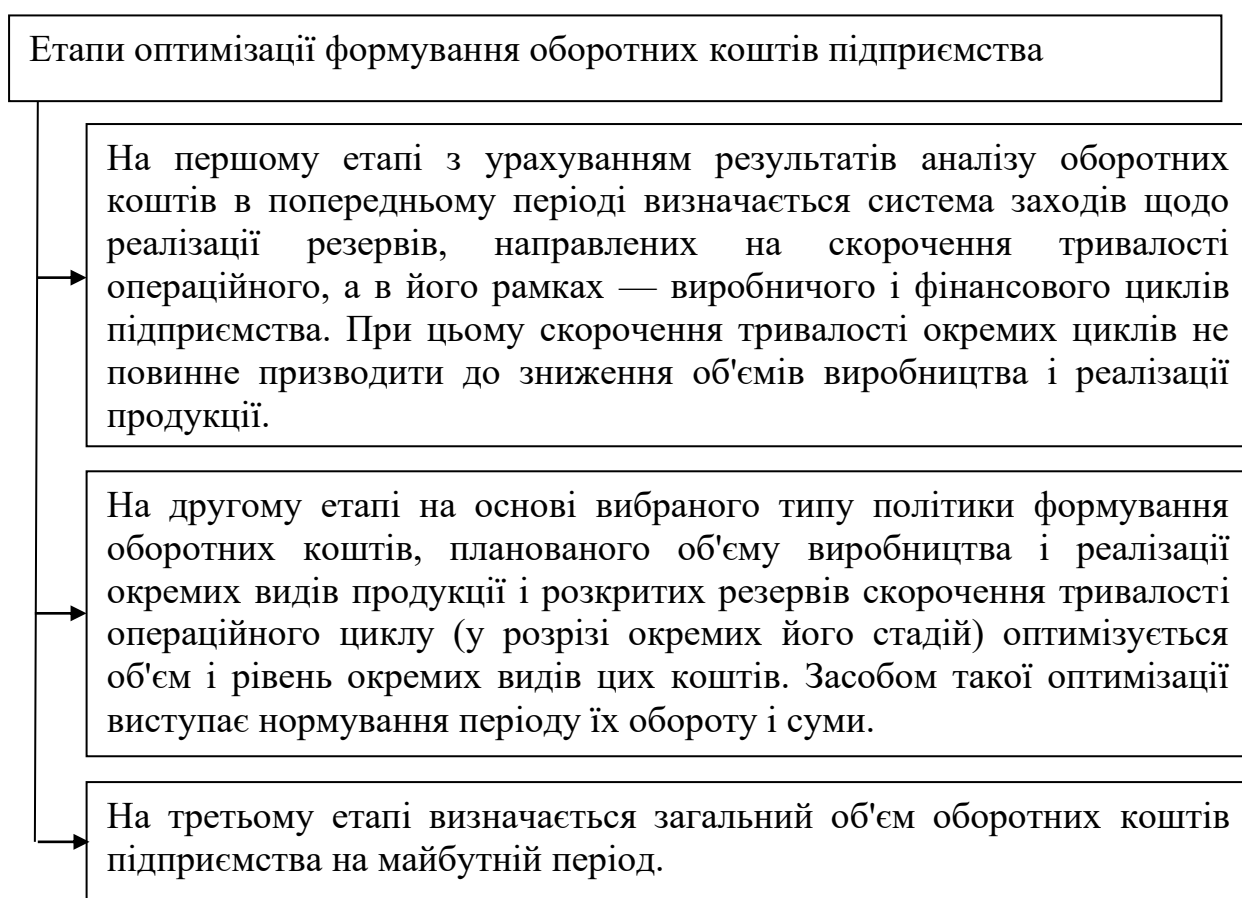 Етапи оптимізації формування оборотних коштів підприємства
На першому етапі з урахуванням результатів аналізу оборотних
коштів в попередньому періоді визначається система заходів щодо
реалізації резервів, направлених на скорочення тривалості
операційного, а в його рамках — виробничого і фінансового циклів
підприємства. При цьому скорочення тривалості окремих циклів не
повинне призводити до зниження об'ємів виробництва і реалізації
продукції.
На другому етапі на основі вибраного типу політики формування
оборотних коштів, планованого об'єму виробництва і реалізації
окремих видів продукції і розкритих резервів скорочення тривалості
операційного циклу (у розрізі окремих його стадій) оптимізується
об'єм і рівень окремих видів цих коштів. Засобом такої оптимізації
виступає нормування періоду їх обороту і суми.
На третьому етапі визначається загальний об'єм оборотних коштів
підприємства на майбутній період.